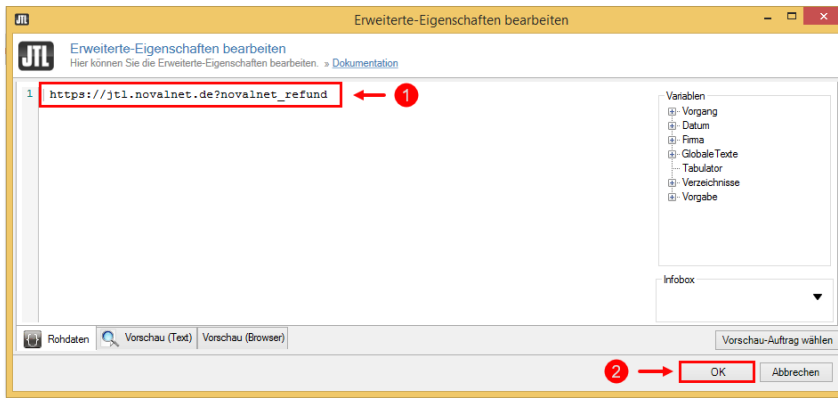 JTL
Erweiterte-Eigenschaften bearbeiten
JTL
Erweiterte-Eigenschaften bearbeiten
Hier können Sie die Erweiterte-Eigenschaften bearbeiten. » Dokumentation
1 https://jtl.novalnet.de?novalnet_refund
1
Variablen
Vorgang
Datum
Firma
GlobaleTexte
Tabulator
Verzeichnisse
Vorgabe
Infobox
Rohdaten Vorschau (Text) Vorschau (Browser)
Vorschau-Auftrag wählen
2
OK Abbrechen